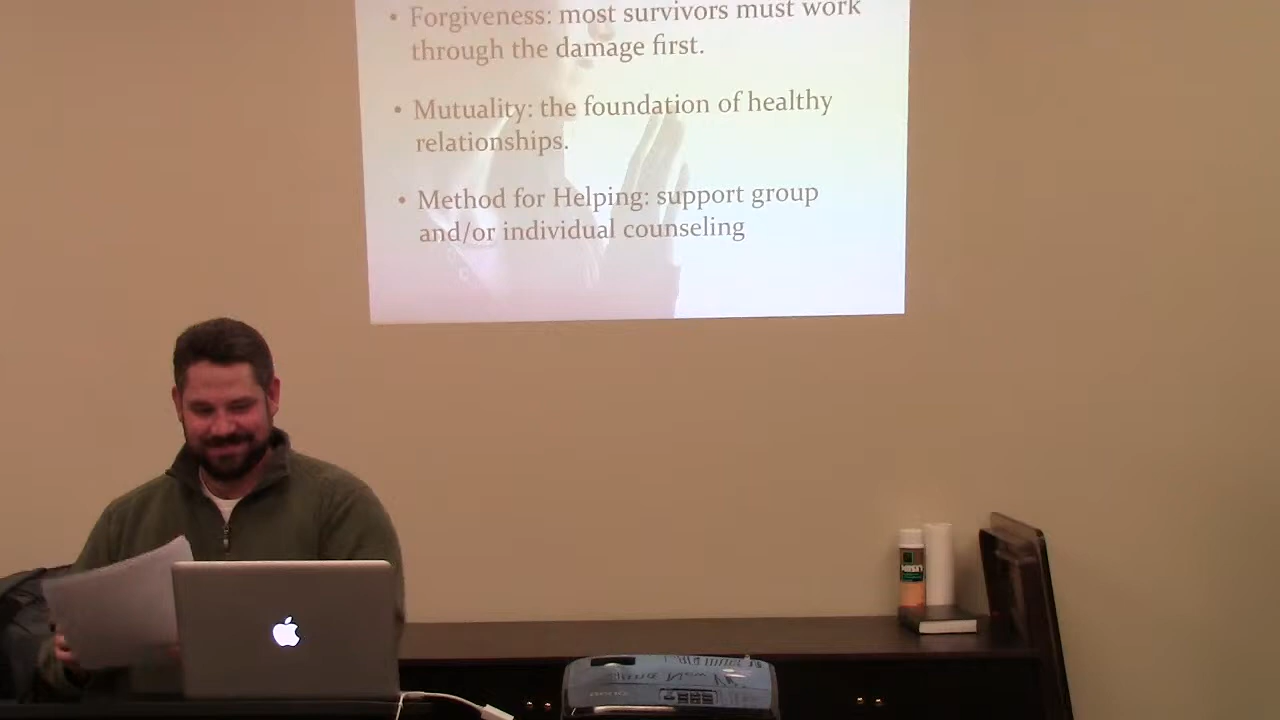 • Forgiveness: most survivors must work
through the damage first.
• Mutuality: the foundation of healthy
relationships.
• Method for Helping: support group
and/or individual counseling